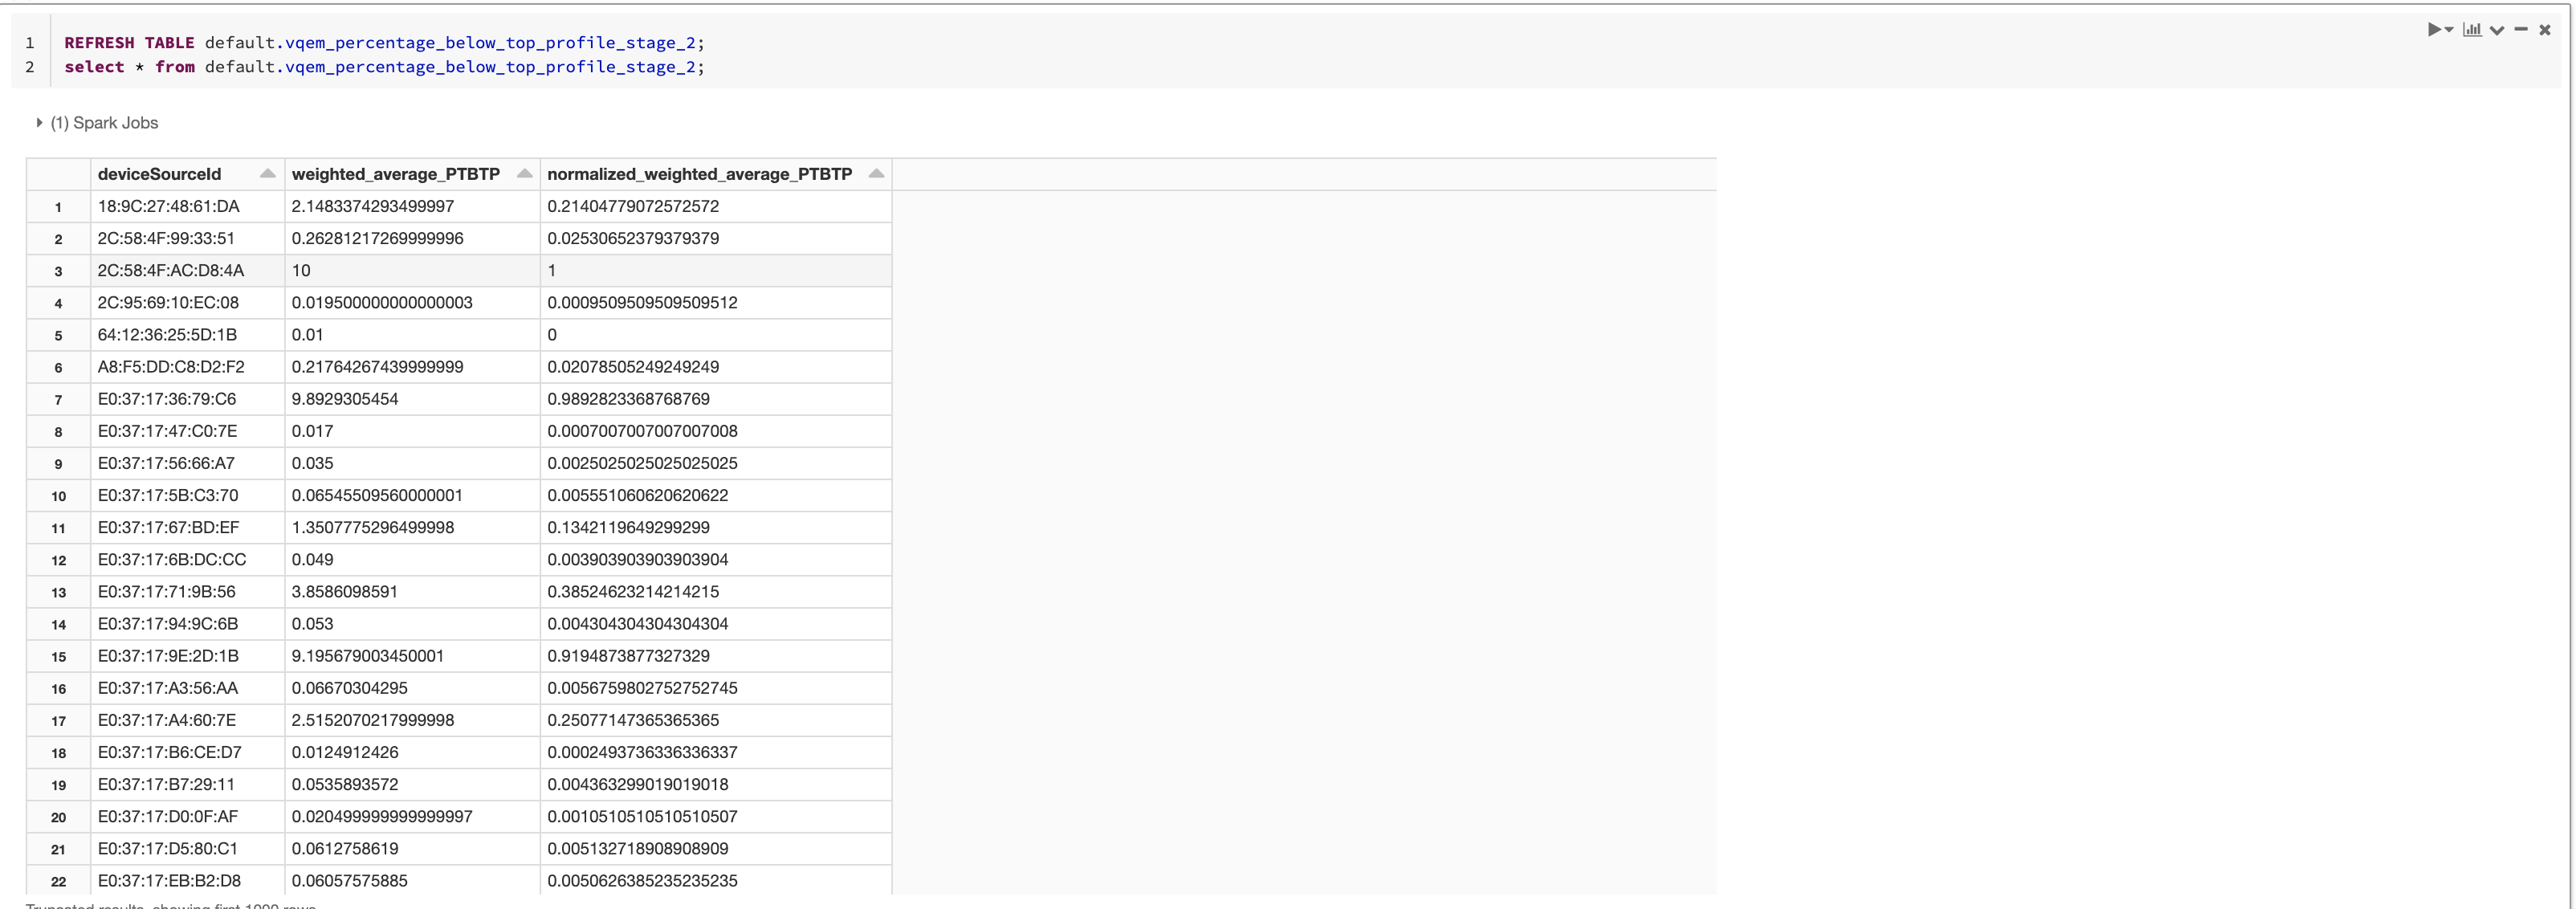 1 REFRESH TABLE default.vqem_percentage_below_top_profile_stage_2;
2 select * from default.vqem_percentage_below_top_profile_stage_2;
(1) Spark Jobs
deviceSourceId weighted_average_PTBTP normalized_weighted_average_PTBTP
1 18:9C:27:48:61:DA 2.1483374293499997 0.21404779072572572
2 2C:58:4F:99:33:51 0.26281217269999996 0.02530652379379379
3 2C:58:4F:AC:D8:4A 10 1
4 2C:95:69:10:EC:08 0.019500000000000003 0.0009509509509509512
5 64:12:36:25:5D:1B 0.01 0
6 A8:F5:DD:C8:D2:F2 0.21764267439999999 0.02078505249249249
7 E0:37:17:36:79:C6 9.8929305454 0.9892823368768769
8 E0:37:17:47:C0:7E 0.017 0.0007007007007007008
9 E0:37:17:56:66:A7 0.035 0.0025025025025025025
10 E0:37:17:5B:C3:70 0.06545509560000001 0.005551060620620622
11 E0:37:17:67:BD:EF 1.3507775296499998 0.1342119649299299
12 E0:37:17:6B:DC:CC 0.049 0.003903903903903904
13 E0:37:17:71:9B:56 3.8586098591 0.38524623214214215
14 E0:37:17:94:9C:6B 0.053 0.004304304304304304
15 E0:37:17:9E:2D:1B 9.195679003450001 0.9194873877327329
16 E0:37:17:A3:56:AA 0.06670304295 0.0056759802752752745
17 E0:37:17:A4:60:7E 2.5152070217999998 0.25077147365365365
18 E0:37:17:B6:CE:D7 0.0124912426 0.0002493736336336337
19 E0:37:17:B7:29:11 0.0535893572 0.004363299019019018
20 E0:37:17:D0:0F:AF 0.020499999999999997 0.0010510510510510507
21 E0:37:17:D5:80:C1 0.0612758619 0.005132718908908909
22 E0:37:17:EB:B2:D8 0.06057575885 0.0050626385235235235
Truncated results, showing first 1000 rows